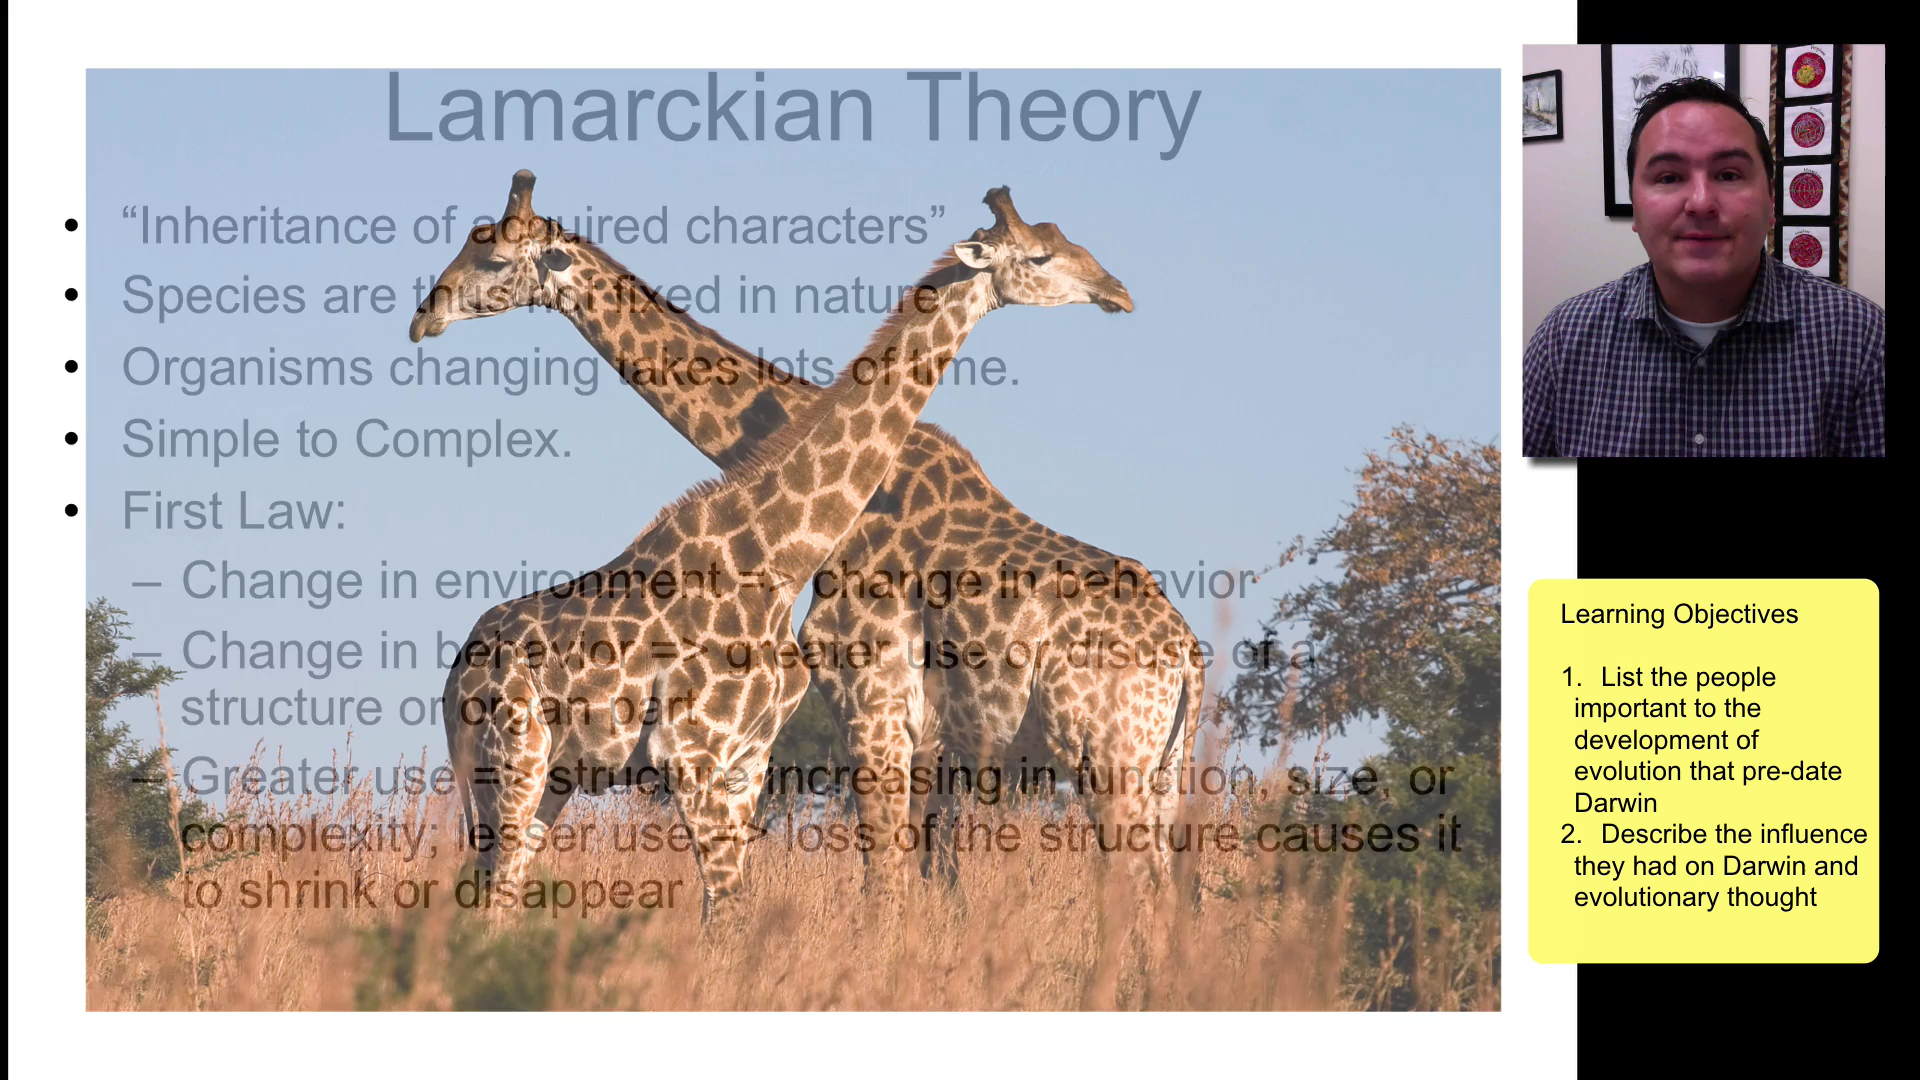 Lamarckian Theory
• “Inheritance of acquired characters”
• Species are thus not fixed in nature
• Organisms changing takes lots of time.
• Simple to Complex.
• First Law:
– Change in environment => change in behavior
– Change in behavior => greater use or disuse of a
structure or organ part
– Greater use => structure increasing in function, size, or
complexity; lesser use => loss of the structure causes it
to shrink or disappear
Learning Objectives
1. List the people
important to the
development of
evolution that pre-date
Darwin
2. Describe the influence
they had on Darwin and
evolutionary thought